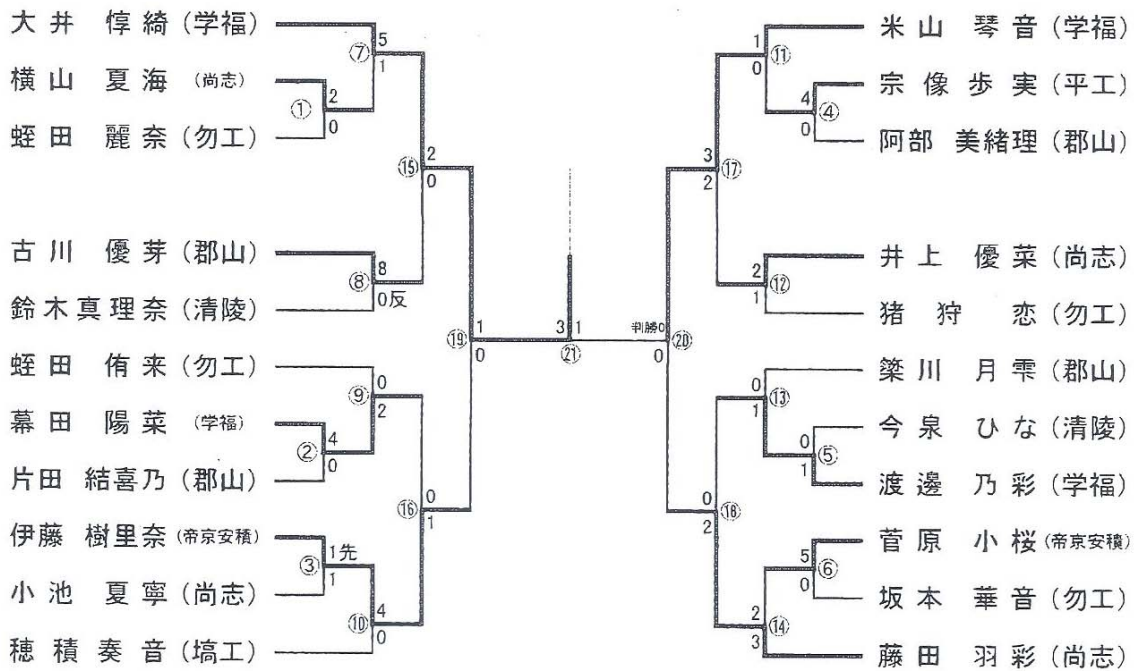 大井 惇綺 (学福)
横山 夏海 (尚志)
蛭田 麗奈 (勿工)
古川 優芽 (郡山)
鈴木真理奈 (清陵)
蛭田 侑来 (勿工)
幕田 陽菜 (学福)
片田 結喜乃 (郡山)
伊藤 樹里奈 (帝京安積)
小池 夏寧 (尚志)
穂積奏音 (塙工)
① 2 0
② 4 0
③ 1先 1
⑦ 5 1
⑧ 8 0反
⑨ 0 2
⑩ 4 0
⑮ 2 0
⑯ 0 1
⑲ 1 0
3 1
㉑
判勝0 0 ⑳
3 2 ⑰
0 2 ⑱
1 0 ⑪
2 1 ⑫
0 1 ⑬
2 3 ⑭
4 0 ④
0 1 ⑤
5 0 ⑥
米山 琴音 (学福)
宗像歩実 (平工)
阿部 美緒理 (郡山)
井上 優菜 (尚志)
猪狩 恋 (勿工)
簗川 月雫 (郡山)
今泉 ひな (清陵)
渡邊乃彩 (学福)
菅原 小桜 (帝京安積)
坂本 華音 (勿工)
藤田羽彩 (尚志)